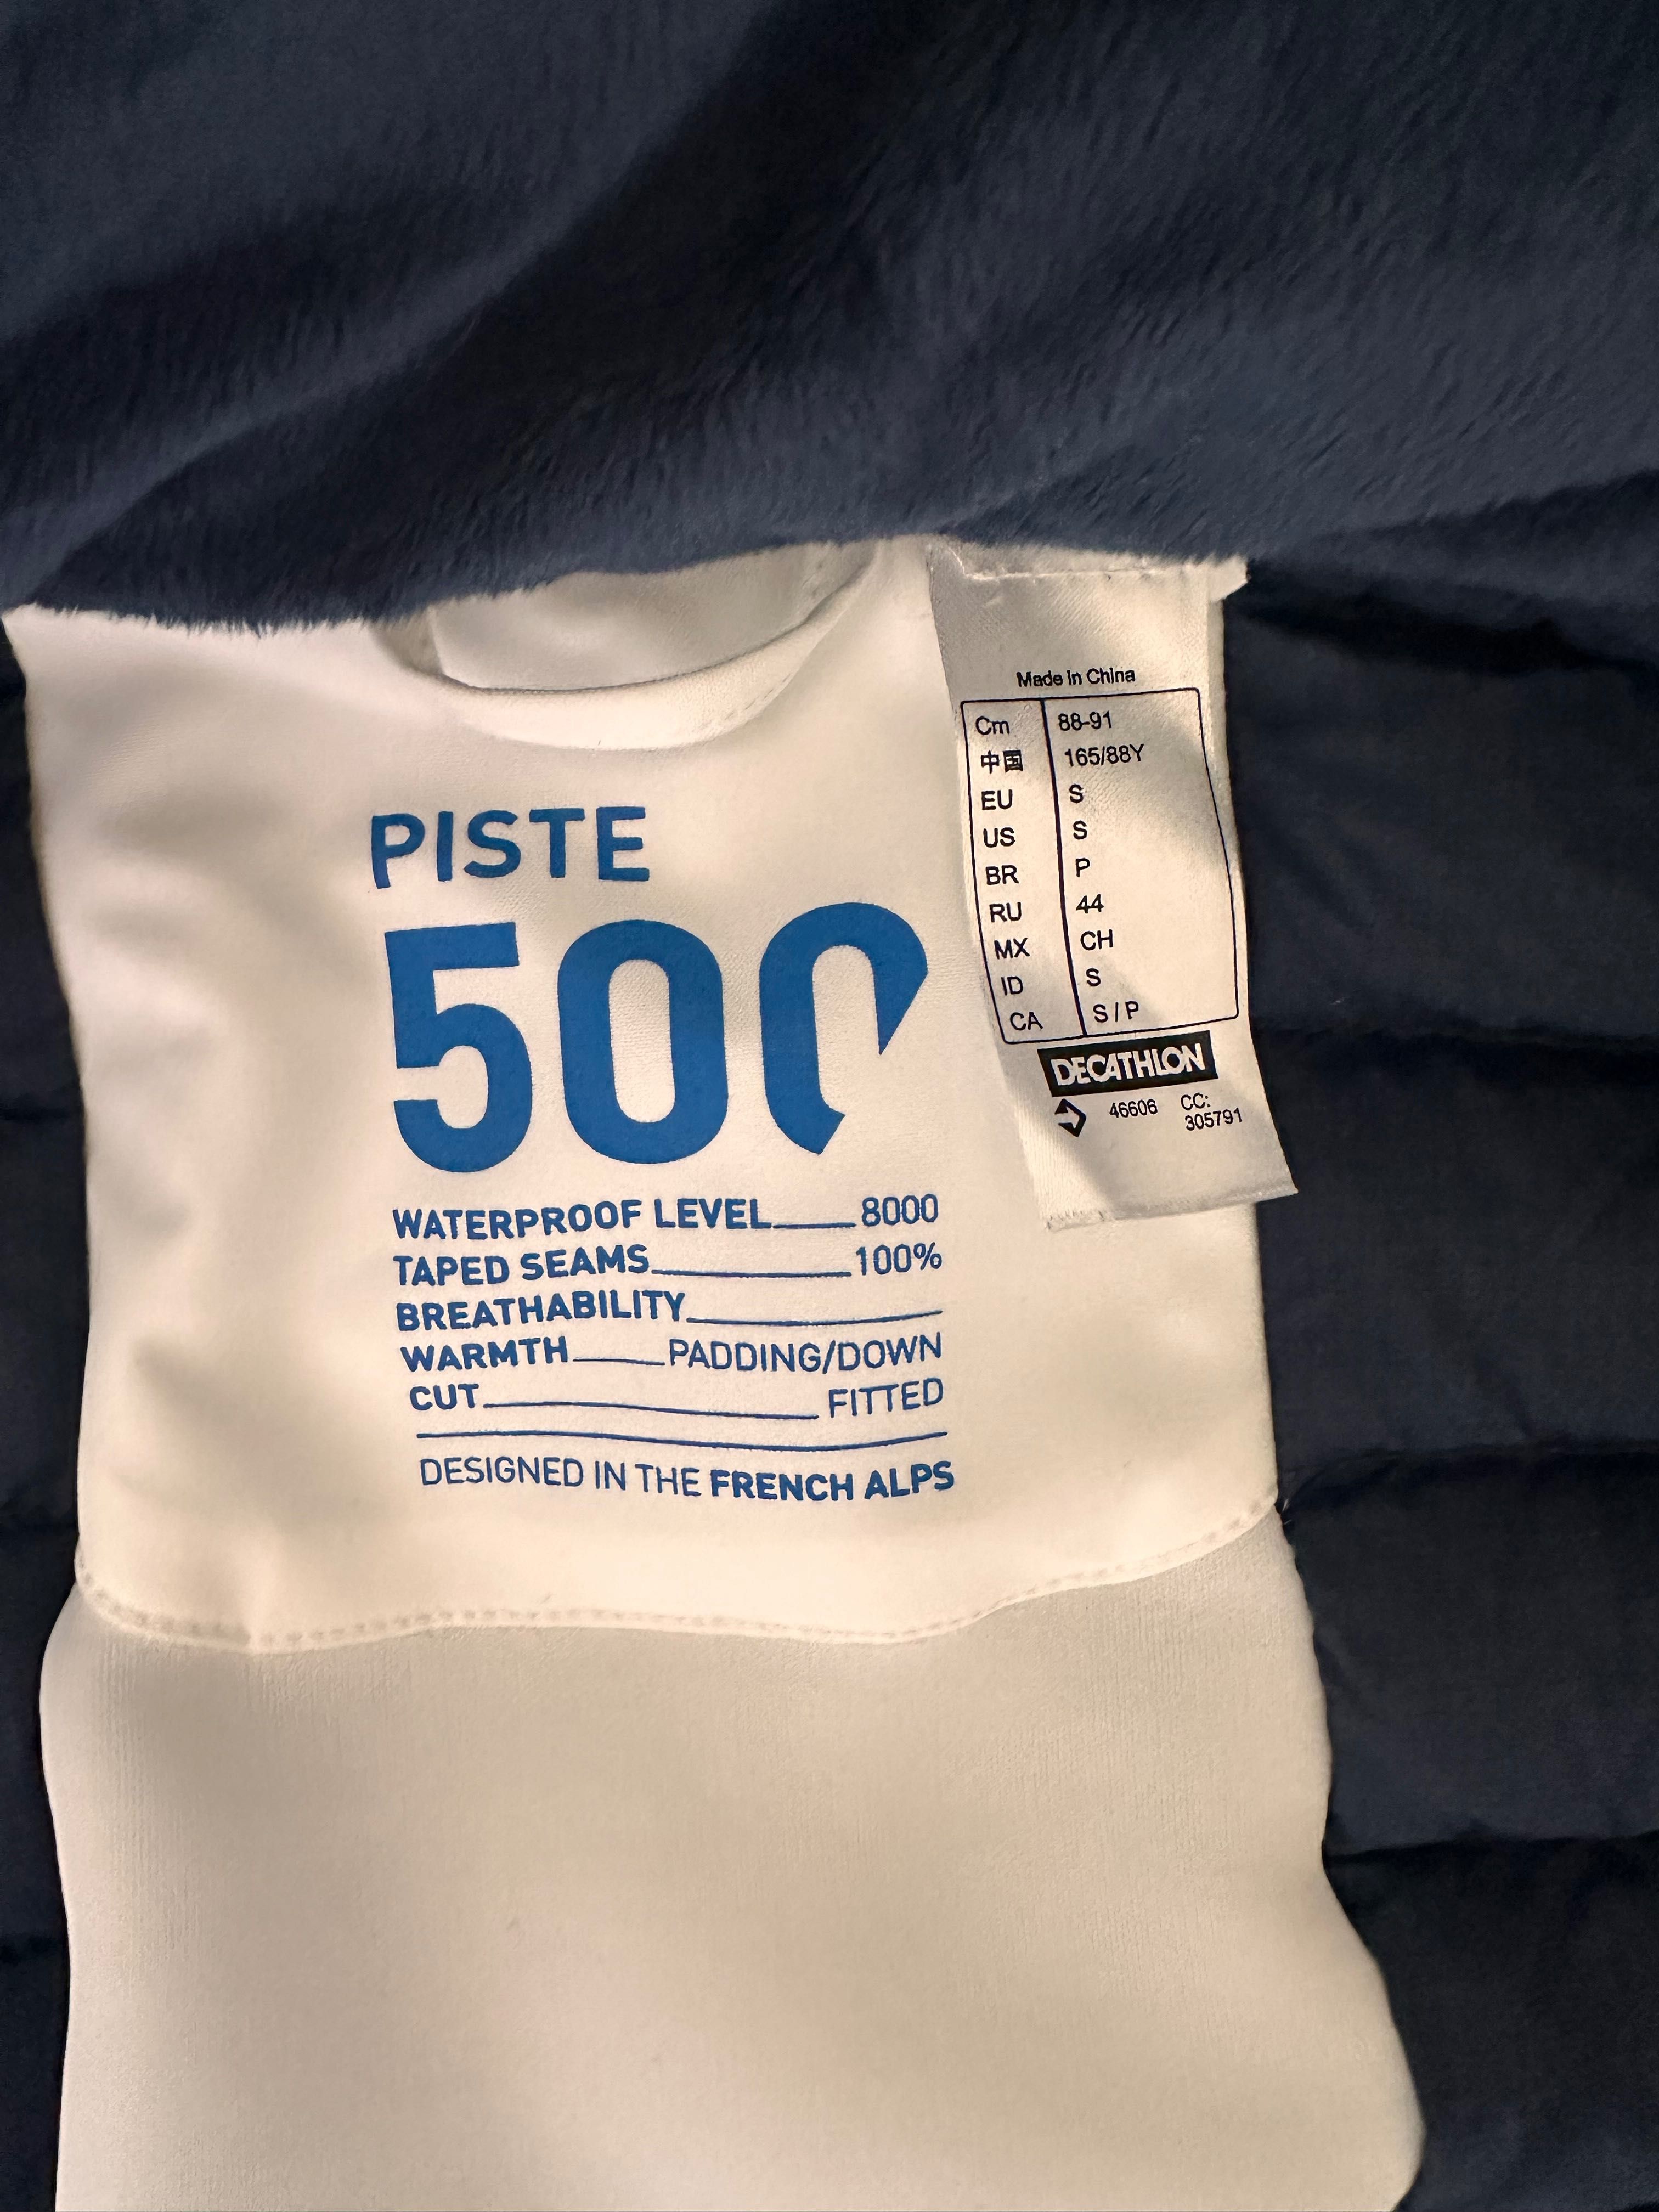 PISTE
500
WATERPROOF LEVEL 8000
TAPED SEAMS 100%
BREATHABILITY
WARMTH PADDING/DOWN
CUT FITTED
DESIGNED IN THE FRENCH ALPS
Made in China
Cm 88-91
中国 165/88Y
EU S
US S
BR P
RU 44
MX CH
ID S
CA S / P
DECATHLON
46606 CC:
305791